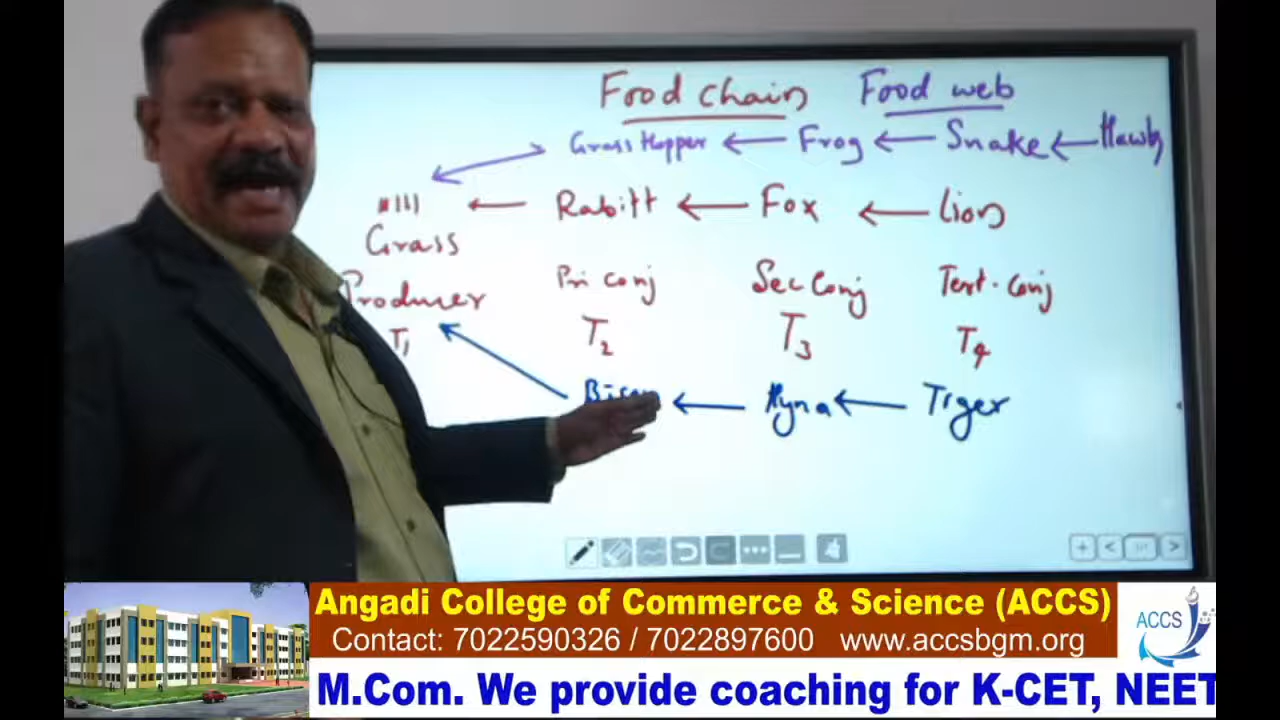 Food chain Food web
Grass Hopper ← Frog ← Snake ← Hawk
Grass ← Rabitt ← Fox ← Lion
Producer Pri conj Sec Conj Tert. Conj
T1 T2 T3 T4
Bison ← Hyna ← Tiger
Angadi College of Commerce & Science (ACCS)
Contact: 7022590326 / 7022897600 www.accsbgm.org
ACCS
M.Com. We provide coaching for K-CET, NEET